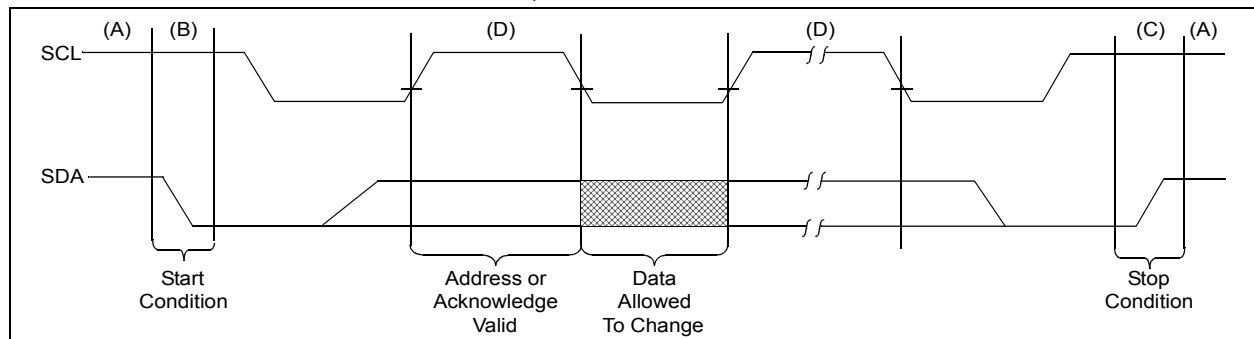 (A) (B) (D) (D) (C) (A)
SCL
SDA
Start
Condition
Address or
Acknowledge
Valid
Data
Allowed
To Change
Stop
Condition